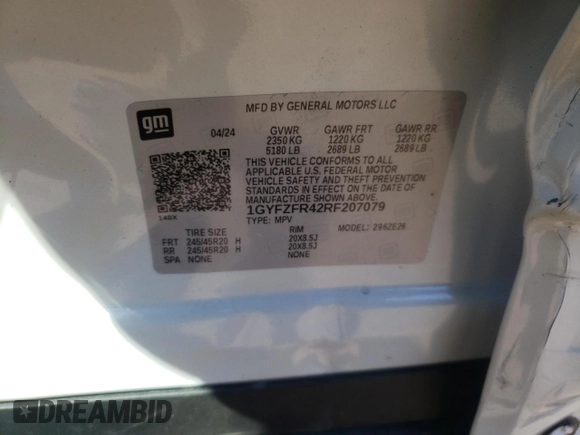 gm
MFD BY GENERAL MOTORS LLC
04/24 GVWR GAWR FRT GAWR RR
2350 KG 1220 KG 1220 KG
5180 LB 2689 LB 2689 LB
THIS VEHICLE CONFORMS TO ALL
APPLICABLE U.S. FEDERAL MOTOR
VEHICLE SAFETY AND THEFT PREVENTION
STANDARDS IN EFFECT ON THE DATE OF
MANUFACTURE SHOWN ABOVE.
1GYFZFR42RF207079
140X
TYPE: MPV MODEL: 296ZE26
TIRE SIZE RIM
FRT 245/45R20 H 20X8.5J
RR 245/45R20 H 20X8.5J
SPA NONE NONE
DREAMBID